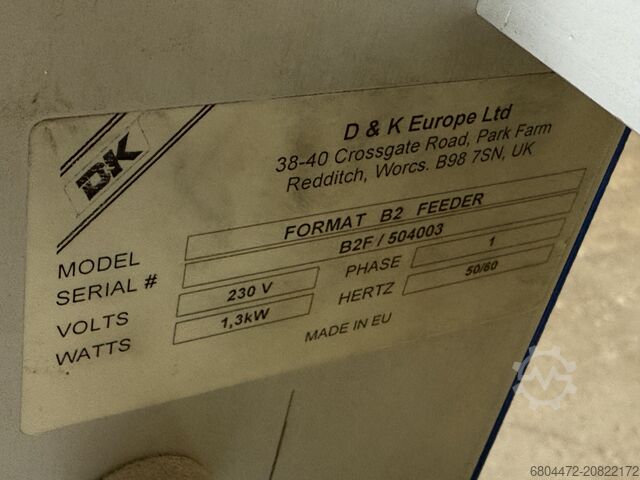 DK
D & K Europe Ltd
38-40 Crossgate Road, Park Farm
Redditch, Worcs. B98 7SN, UK
MODEL FORMAT B2 FEEDER
SERIAL # B2F / 504003
VOLTS 230 V PHASE 1
WATTS 1,3kW HERTZ 50/60
MADE IN EU
6804472-20822172